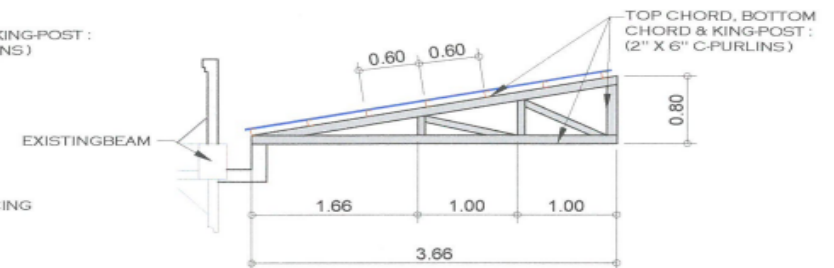 KING-POST :
NS)
TOP CHORD, BOTTOM
CHORD & KING-POST :
(2" X 6" C-PURLINS)
0.60
0.60
0.80
EXISTINGBEAM
CING
1.66
1.00
1.00
3.66